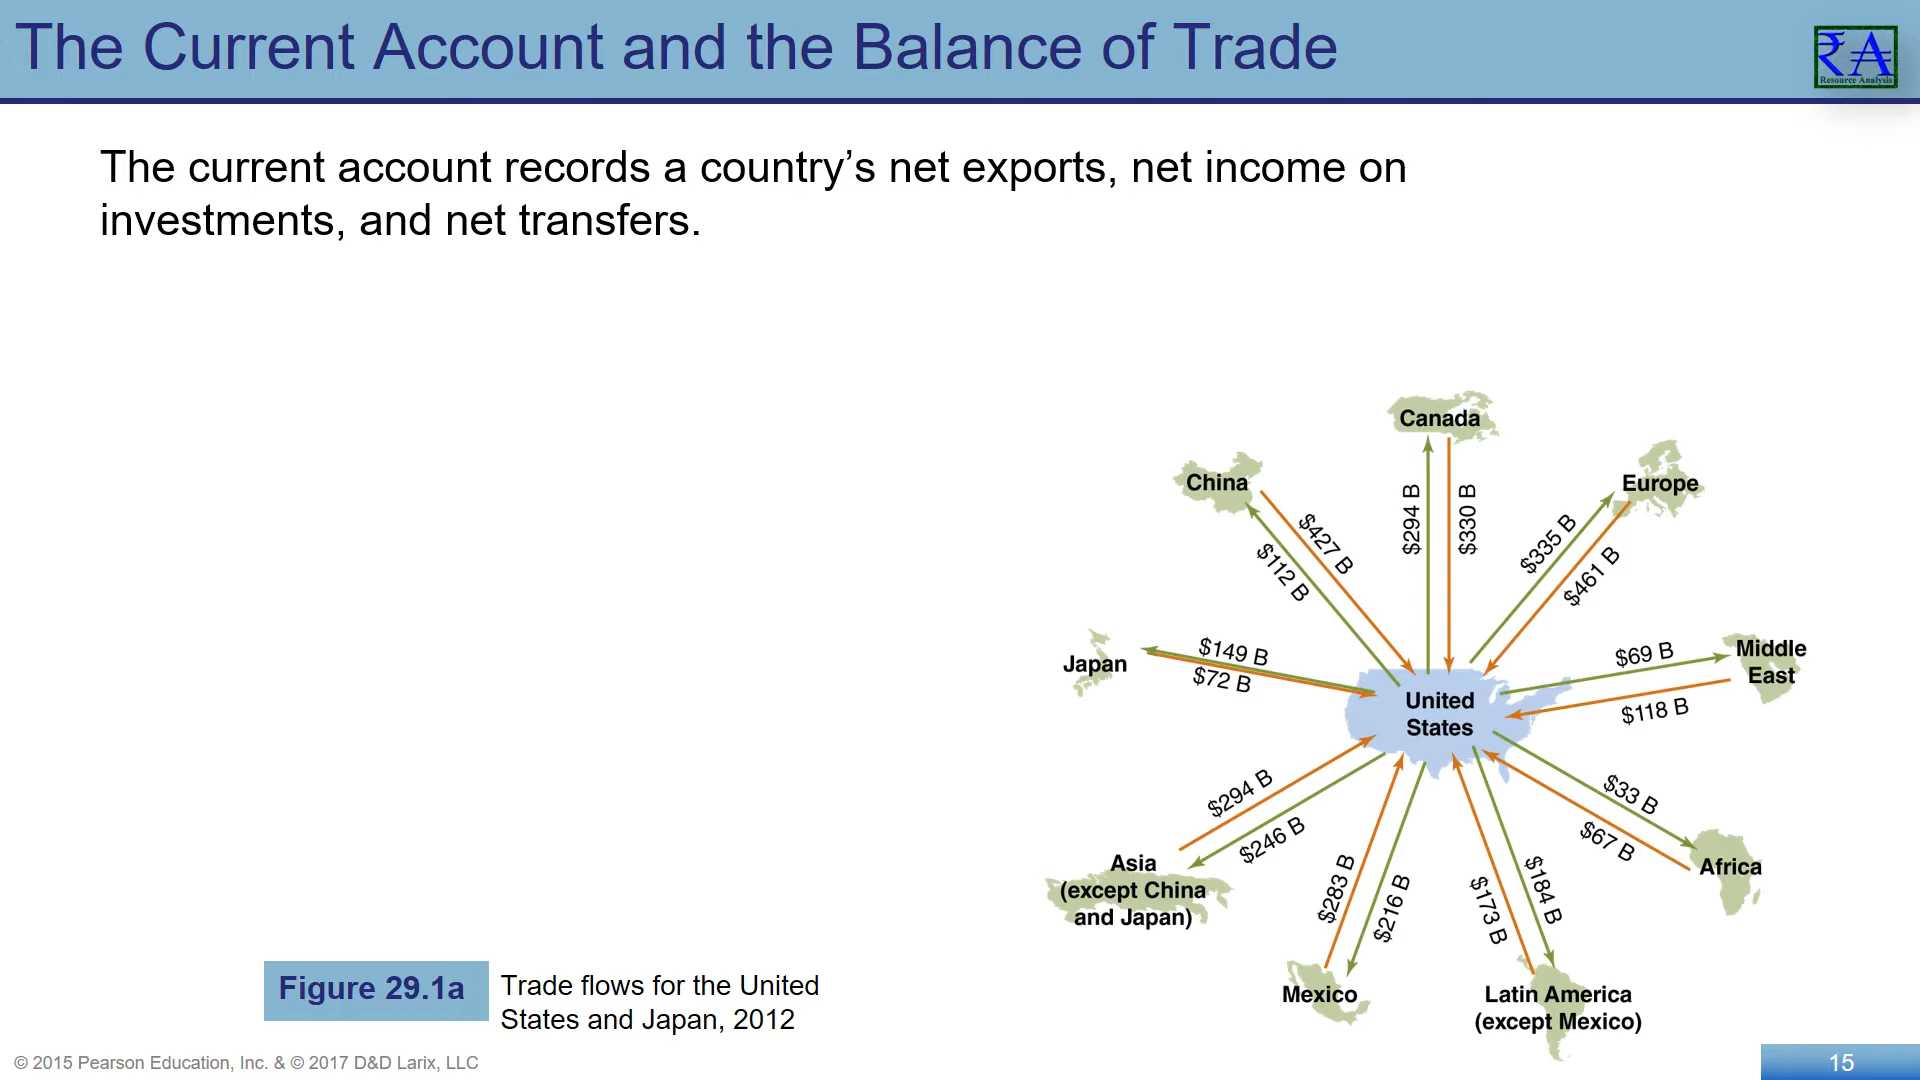 The Current Account and the Balance of Trade
₹A
Resource Analysis
The current account records a country’s net exports, net income on
investments, and net transfers.
Canada
China
Europe
$427 B
$112 B
$294 B
$330 B
$335 B
$461 B
Japan
$149 B
$72 B
United
States
$69 B
$118 B
Middle
East
$294 B
$246 B
$33 B
$67 B
Asia
(except China
and Japan)
$283 B
$216 B
$173 B
$184 B
Africa
Mexico
Latin America
(except Mexico)
Figure 29.1a
Trade flows for the United
States and Japan, 2012
© 2015 Pearson Education, Inc. & © 2017 D&D Larix, LLC
15